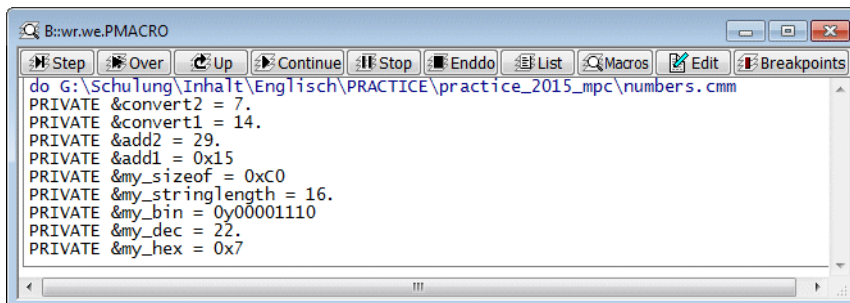 B::wr.we.PMACRO
Step Over Up Continue Stop Enddo List Macros Edit Breakpoints
do G:\Schulung\Inhalt\Englisch\PRACTICE\practice_2015_mpc\numbers.cmm
PRIVATE &convert2 = 7.
PRIVATE &convert1 = 14.
PRIVATE &add2 = 29.
PRIVATE &add1 = 0x15
PRIVATE &my_sizeof = 0xC0
PRIVATE &my_stringlength = 16.
PRIVATE &my_bin = 0y00001110
PRIVATE &my_dec = 22.
PRIVATE &my_hex = 0x7